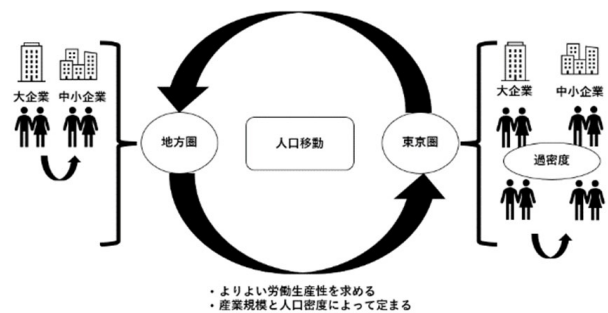 大企業 中小企業
地方圏
人口移動
東京圏
大企業 中小企業
過密度
・よりよい労働生産性を求める
・産業規模と人口密度によって定まる